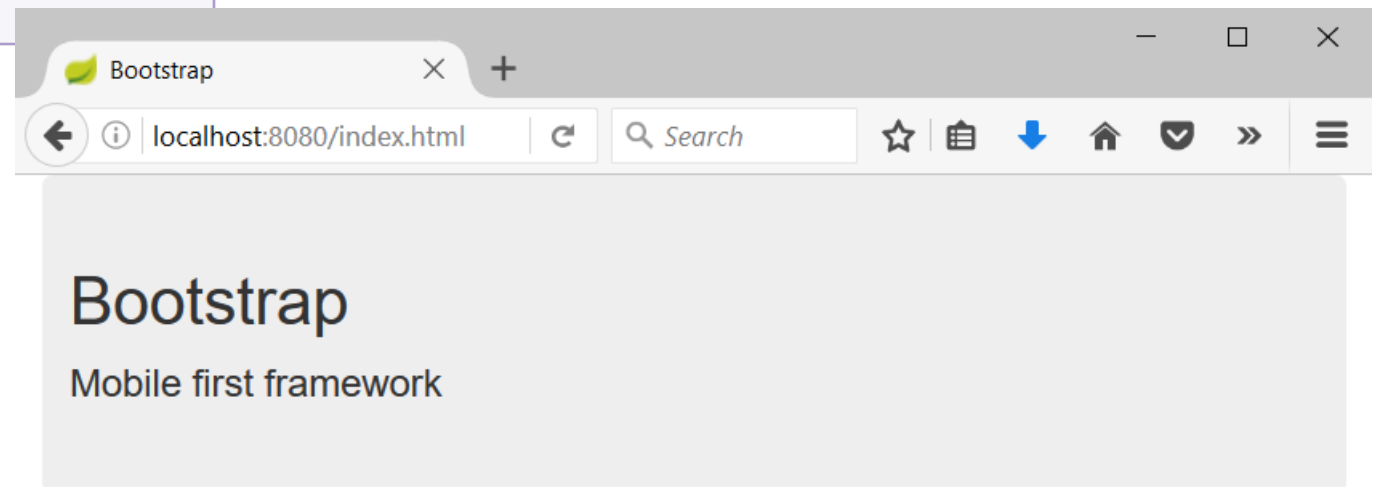 Bootstrap
localhost:8080/index.html
Search
Bootstrap
Mobile first framework